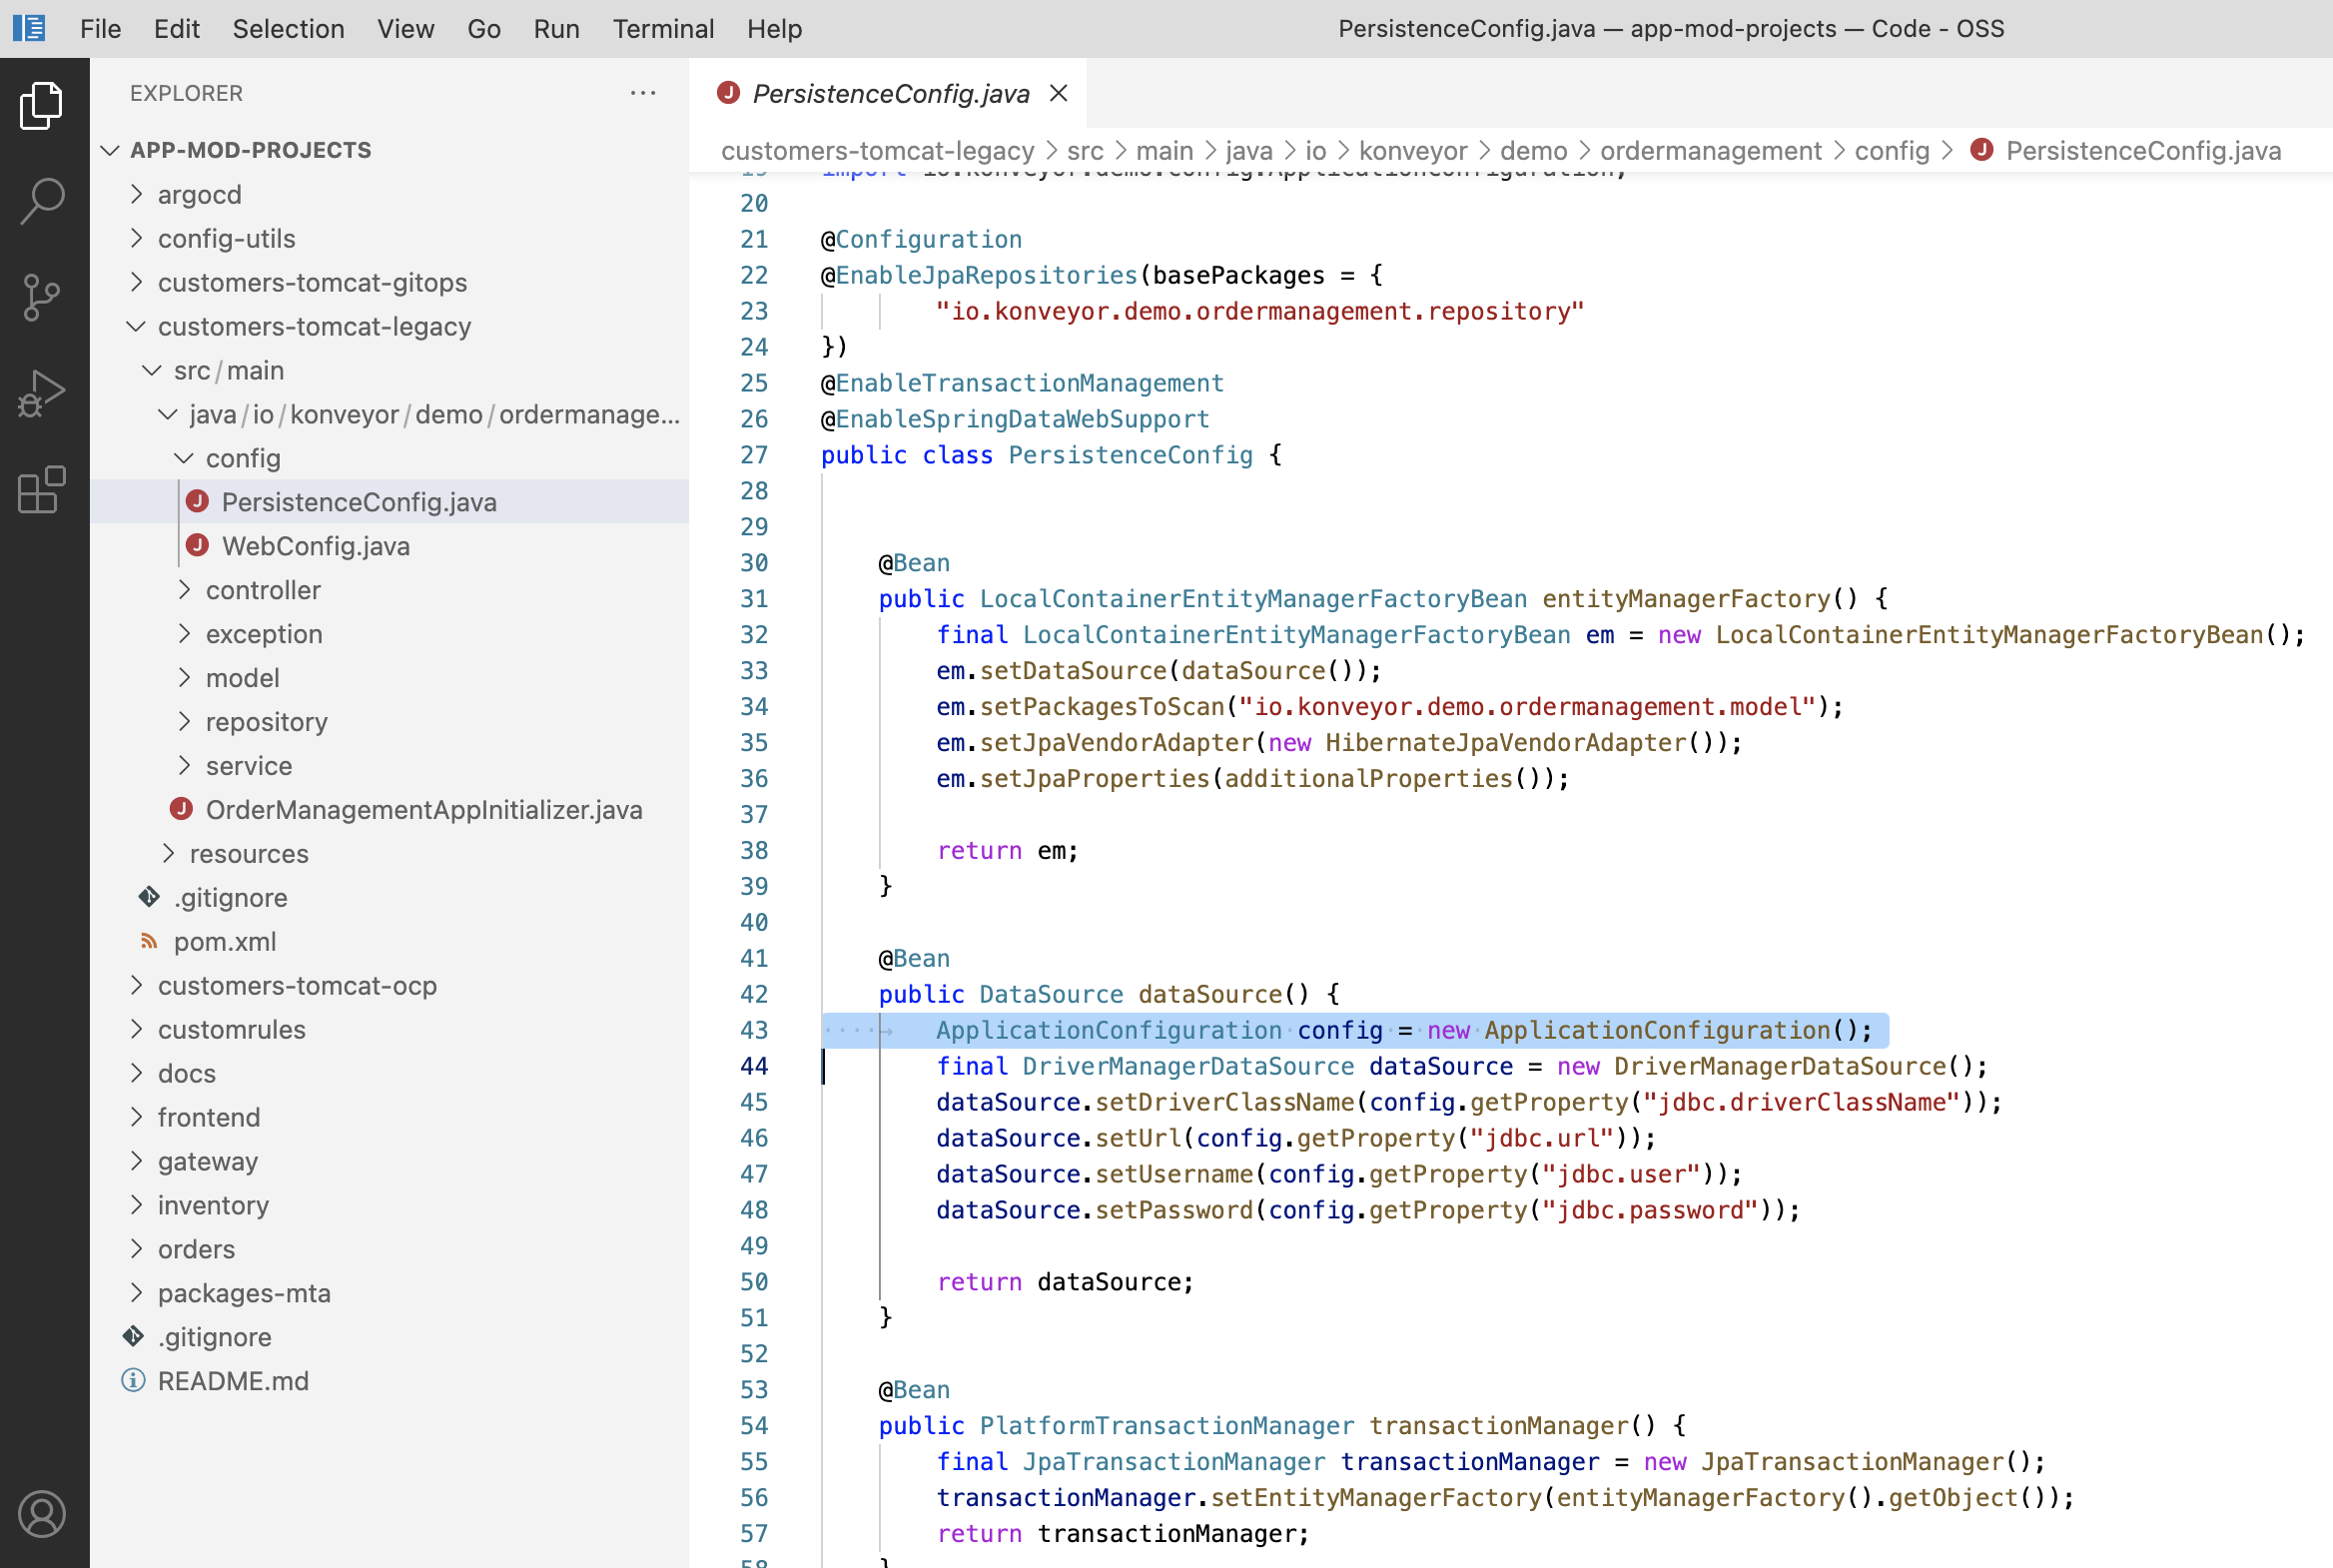 File Edit Selection View Go Run Terminal Help PersistenceConfig.java — app-mod-projects — Code - OSS
EXPLORER ···
APP-MOD-PROJECTS
argocd
config-utils
customers-tomcat-gitops
customers-tomcat-legacy
src/main
java/io/konveyor/demo/ordermanage...
config
J PersistenceConfig.java
J WebConfig.java
controller
exception
model
repository
service
J OrderManagementAppInitializer.java
resources
.gitignore
pom.xml
customers-tomcat-ocp
customrules
docs
frontend
gateway
inventory
orders
packages-mta
.gitignore
README.md
J PersistenceConfig.java
customers-tomcat-legacy > src > main > java > io > konveyor > demo > ordermanagement > config > J PersistenceConfig.java
19 import io.konveyor.demo.config.ApplicationConfiguration;
20
21 @Configuration
22 @EnableJpaRepositories(basePackages = {
23 "io.konveyor.demo.ordermanagement.repository"
24 })
25 @EnableTransactionManagement
26 @EnableSpringDataWebSupport
27 public class PersistenceConfig {
28
29
30 @Bean
31 public LocalContainerEntityManagerFactoryBean entityManagerFactory() {
32 final LocalContainerEntityManagerFactoryBean em = new LocalContainerEntityManagerFactoryBean();
33 em.setDataSource(dataSource());
34 em.setPackagesToScan("io.konveyor.demo.ordermanagement.model");
35 em.setJpaVendorAdapter(new HibernateJpaVendorAdapter());
36 em.setJpaProperties(additionalProperties());
37
38 return em;
39 }
40
41 @Bean
42 public DataSource dataSource() {
43 ApplicationConfiguration config = new ApplicationConfiguration();
44 final DriverManagerDataSource dataSource = new DriverManagerDataSource();
45 dataSource.setDriverClassName(config.getProperty("jdbc.driverClassName"));
46 dataSource.setUrl(config.getProperty("jdbc.url"));
47 dataSource.setUsername(config.getProperty("jdbc.user"));
48 dataSource.setPassword(config.getProperty("jdbc.password"));
49
50 return dataSource;
51 }
52
53 @Bean
54 public PlatformTransactionManager transactionManager() {
55 final JpaTransactionManager transactionManager = new JpaTransactionManager();
56 transactionManager.setEntityManagerFactory(entityManagerFactory().getObject());
57 return transactionManager;
58 }